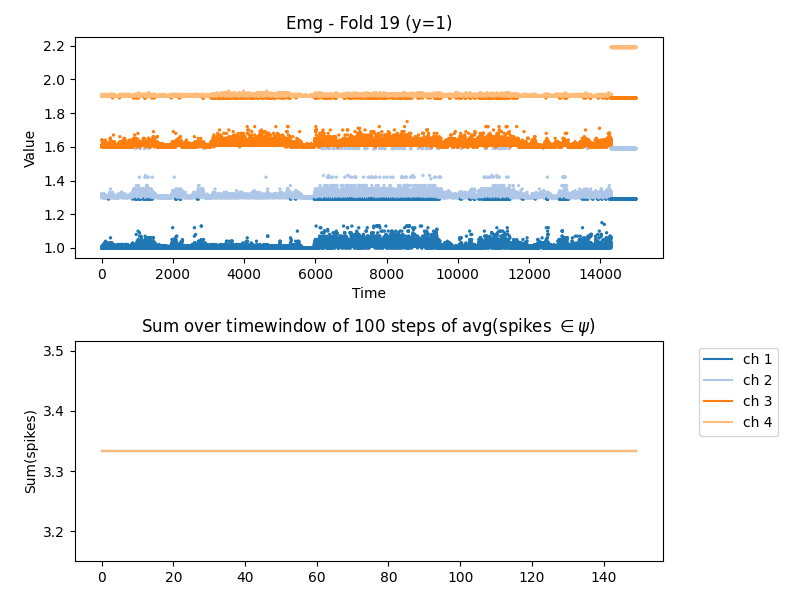 Emg - Fold 19 (y=1)
Value
2.2
2.0
1.8
1.6
1.4
1.2
1.0
0 2000 4000 6000 8000 10000 12000 14000
Time
Sum over timewindow of 100 steps of avg(spikes ∈ψ)
Sum(spikes)
3.5
3.4
3.3
3.2
0 20 40 60 80 100 120 140
ch 1
ch 2
ch 3
ch 4